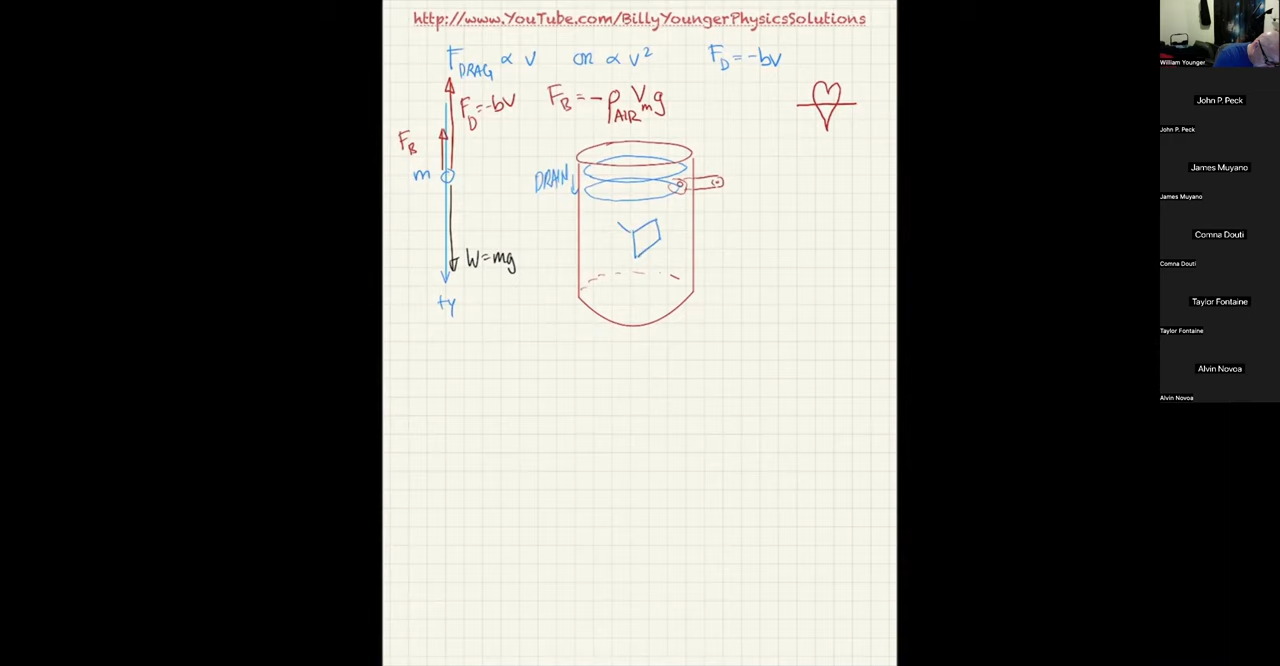 http://www.YouTube.com/BillyYoungerPhysicsSolutions
F_DRAG ∝ v or ∝ v² F_D = -bv
F_D = -bv F_B = -ρ_AIR V_m g
F_B
m
DRAIN
W = mg
+y
William Younger
John P. Peck
John P. Peck
James Muyano
James Muyano
Comna Douti
Comna Douti
Taylor Fontaine
Taylor Fontaine
Alvin Novoa
Alvin Novoa